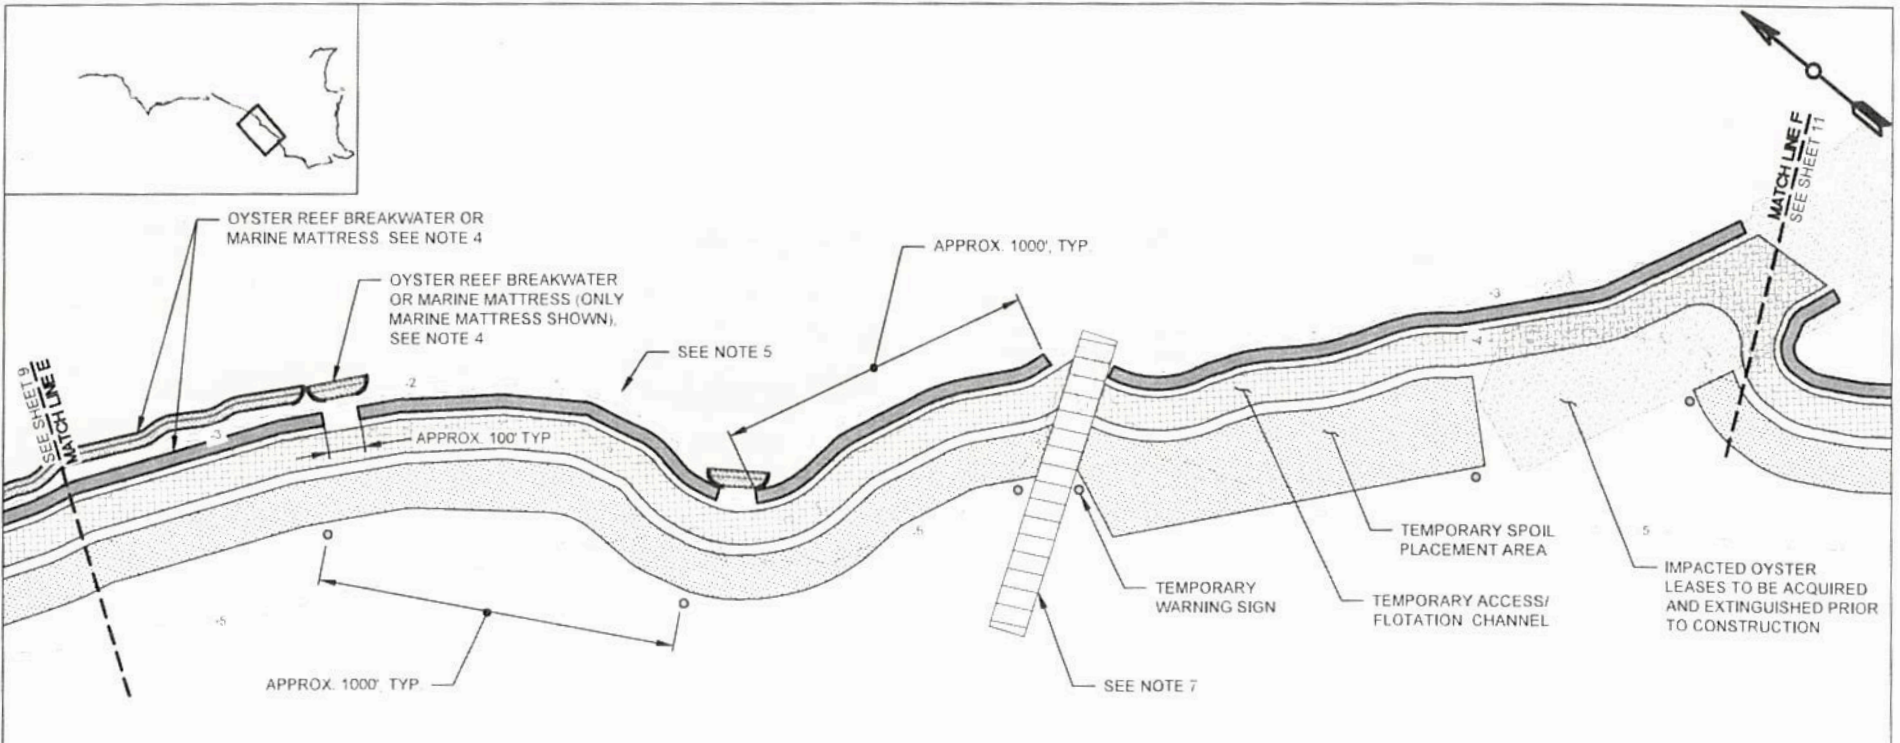 OYSTER REEF BREAKWATER OR
MARINE MATTRESS. SEE NOTE 4
OYSTER REEF BREAKWATER
OR MARINE MATTRESS (ONLY
MARINE MATTRESS SHOWN),
SEE NOTE 4
SEE NOTE 5
APPROX. 1000', TYP.
MATCH LINE F
SEE SHEET 11
SEE SHEET 9
MATCH LINE E
-2
-3
-3
-4
APPROX. 100' TYP
-5
-5
5
APPROX. 1000', TYP.
SEE NOTE 7
TEMPORARY
WARNING SIGN
TEMPORARY SPOIL
PLACEMENT AREA
TEMPORARY ACCESS/
FLOTATION CHANNEL
IMPACTED OYSTER
LEASES TO BE ACQUIRED
AND EXTINGUISHED PRIOR
TO CONSTRUCTION